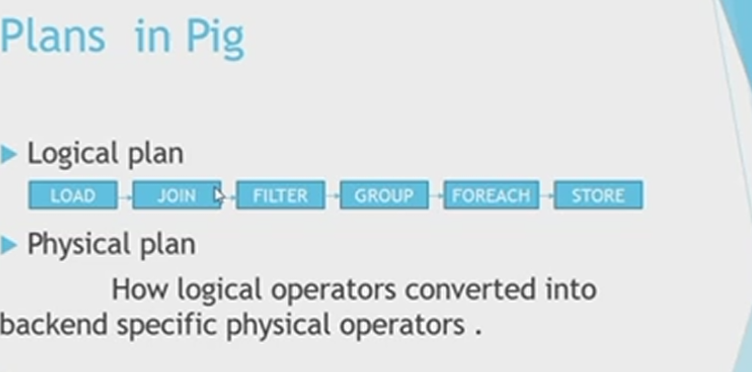 Plans in Pig
Logical plan
LOAD JOIN FILTER GROUP FOREACH STORE
Physical plan
How logical operators converted into
backend specific physical operators .